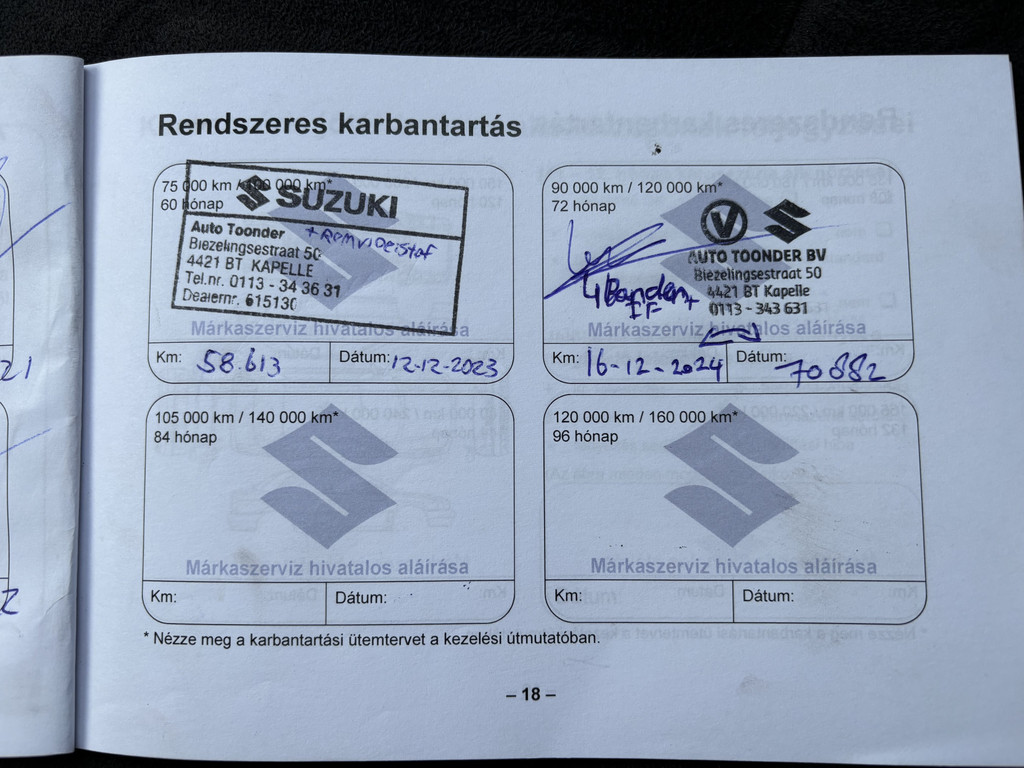 Rendszeres karbantartás
75 000 km / 100 000 km*
60 hónap
SUZUKI
Auto Toonder
+ Remvloeistof
Biezelingsestraat 50
4421 BT KAPELLE
Tel.nr. 0113 - 34 36 31
Dealernr. 615130
Márkaszerviz hivatalos aláírása
Km: 58.613
Dátum: 12-12-2023
90 000 km / 120 000 km*
72 hónap
V
AUTO TOONDER BV
Biezelingsestraat 50
4421 BT Kapelle
0113 - 343 631
4 Banden +
Márkaszerviz hivatalos aláírása
Km: 16-12-2024
Dátum: 70882
105 000 km / 140 000 km*
84 hónap
Márkaszerviz hivatalos aláírása
Km:
Dátum:
120 000 km / 160 000 km*
96 hónap
Márkaszerviz hivatalos aláírása
Km:
Dátum:
* Nézze meg a karbantartási ütemtervet a kezelési útmutatóban.
– 18 –